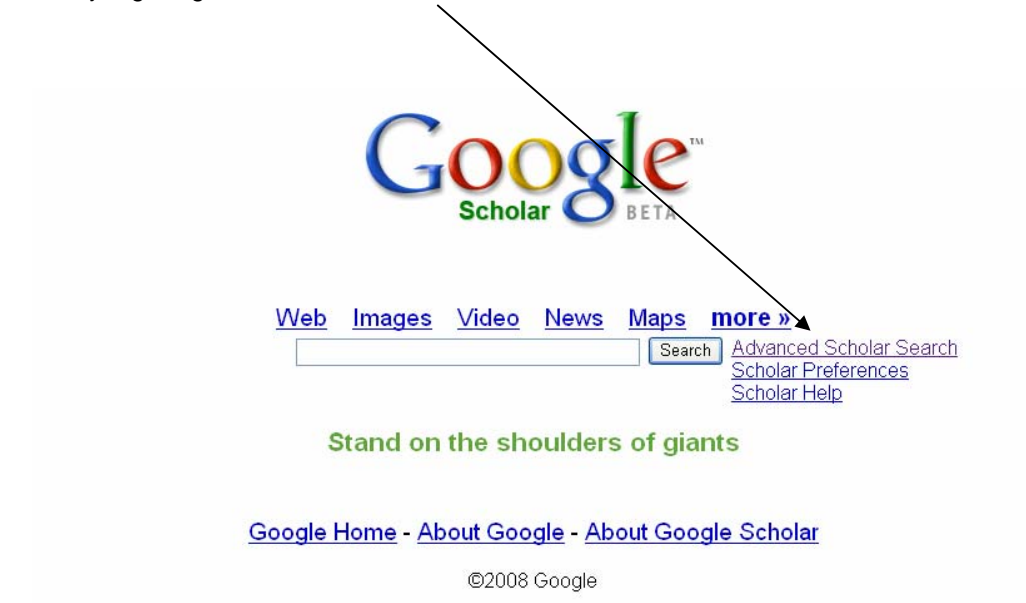 Google™
Scholar BETA
Web Images Video News Maps more »
Search Advanced Scholar Search
Scholar Preferences
Scholar Help
Stand on the shoulders of giants
Google Home - About Google - About Google Scholar
©2008 Google